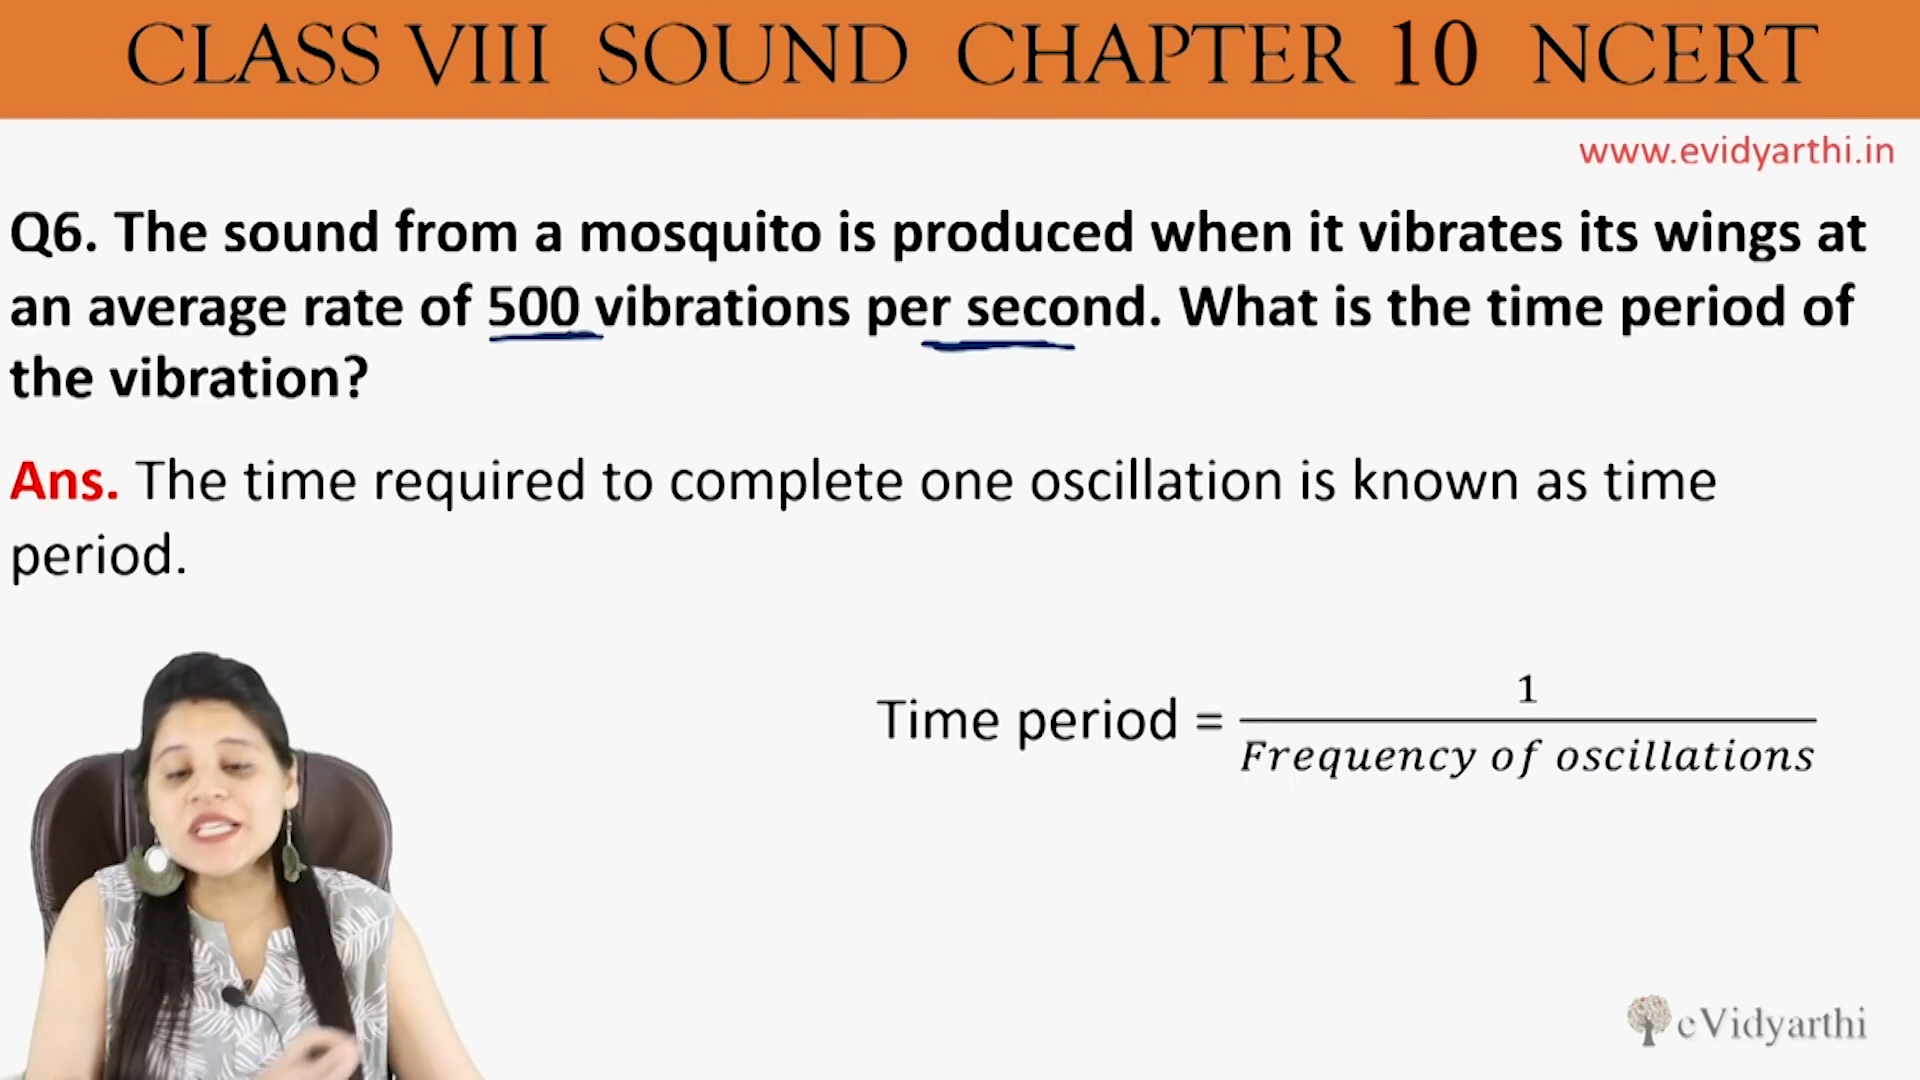 CLASS VIII SOUND CHAPTER 10 NCERT
www.evidyarthi.in
Q6. The sound from a mosquito is produced when it vibrates its wings at
an average rate of 500 vibrations per second. What is the time period of
the vibration?
Ans. The time required to complete one oscillation is known as time
period.
Time period = 1 / Frequency of oscillations
eVidyarthi